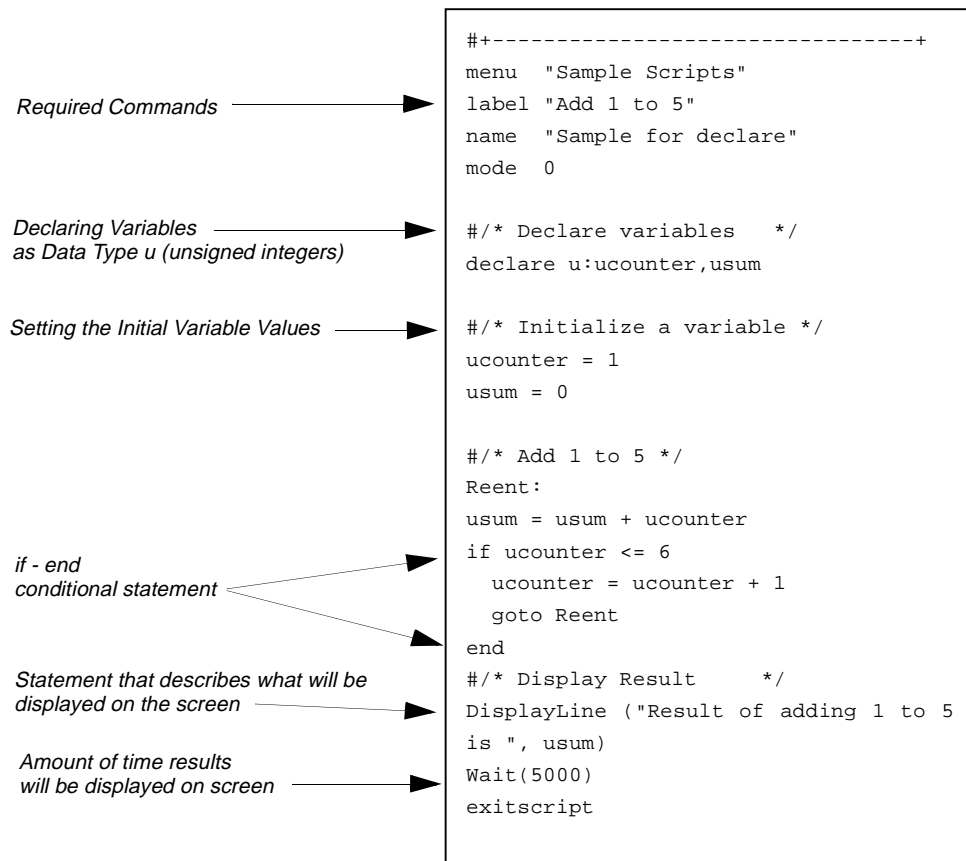 #+---------------------------------+
menu "Sample Scripts"
Required Commands
label "Add 1 to 5"
name "Sample for declare"
mode 0
Declaring Variables
as Data Type u (unsigned integers)
#/* Declare variables */
declare u:ucounter,usum
Setting the Initial Variable Values
#/* Initialize a variable */
ucounter = 1
usum = 0
#/* Add 1 to 5 */
Reent:
usum = usum + ucounter
if - end
conditional statement
if ucounter <= 6
ucounter = ucounter + 1
goto Reent
end
Statement that describes what will be
displayed on the screen
#/* Display Result */
DisplayLine ("Result of adding 1 to 5
is ", usum)
Amount of time results
will be displayed on screen
Wait(5000)
exitscript